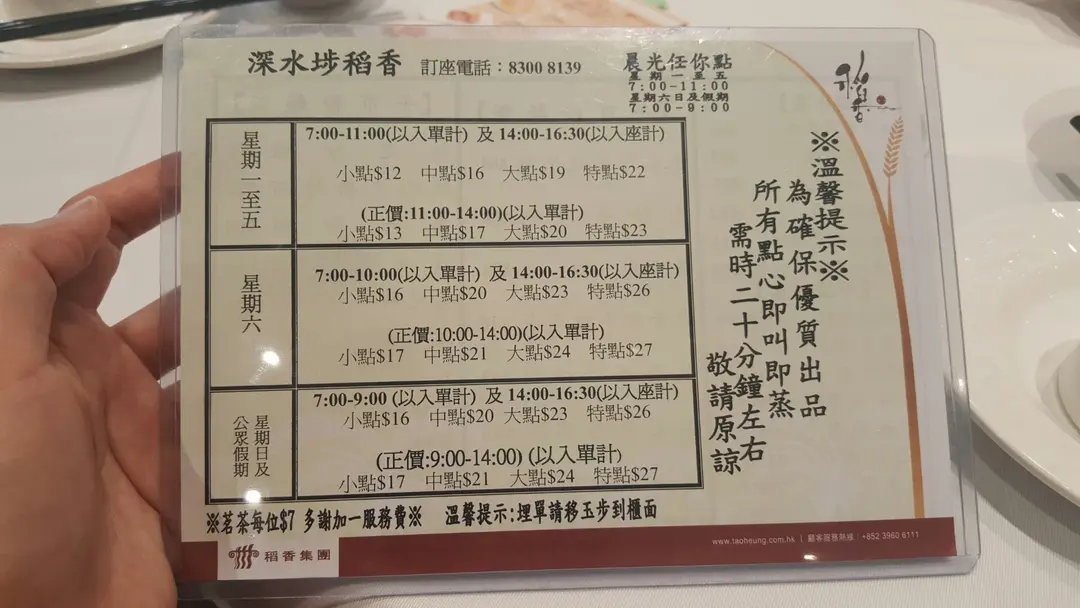 深水埗稻香 訂座電話：8300 8139
晨光任你點
星期一至五
7:00-11:00
星期六日及假期
7:00-9:00
稻香
星期一至五
7:00-11:00(以入單計) 及 14:00-16:30(以入座計)
小點$12 中點$16 大點$19 特點$22
(正價:11:00-14:00)(以入單計)
小點$13 中點$17 大點$20 特點$23
星期六
7:00-10:00(以入單計) 及 14:00-16:30(以入座計)
小點$16 中點$20 大點$23 特點$26
(正價:10:00-14:00)(以入單計)
小點$17 中點$21 大點$24 特點$27
星期日及
公眾假期
7:00-9:00 (以入單計) 及 14:00-16:30(以入座計)
小點$16 中點$20 大點$23 特點$26
(正價:9:00-14:00) (以入單計)
小點$17 中點$21 大點$24 特點$27
※溫馨提示※
為確保優質出品
所有點心即叫即蒸
需時二十分鐘左右
敬請原諒
※茗茶每位$7 多謝加一服務費※ 溫馨提示:埋單請移玉步到櫃面
稻香集團
www.taoheung.com.hk | 顧客服務熱線：+852 3960 6111